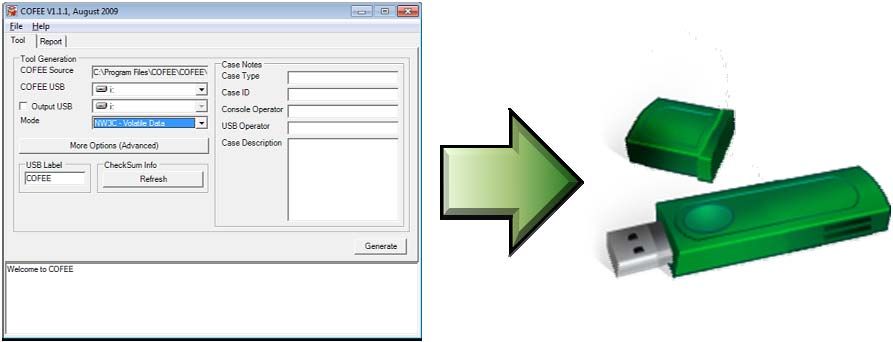 COFEE V1.1.1, August 2009
File Help
Tool Report
Tool Generation
COFEE Source C:\Program Files\COFEE\COFEE\
COFEE USB i:
Output USB i:
Mode NW3C - Volatile Data
More Options (Advanced)
USB Label
COFEE
CheckSum Info
Refresh
Case Notes
Case Type
Case ID
Console Operator
USB Operator
Case Description
Generate
Welcome to COFEE